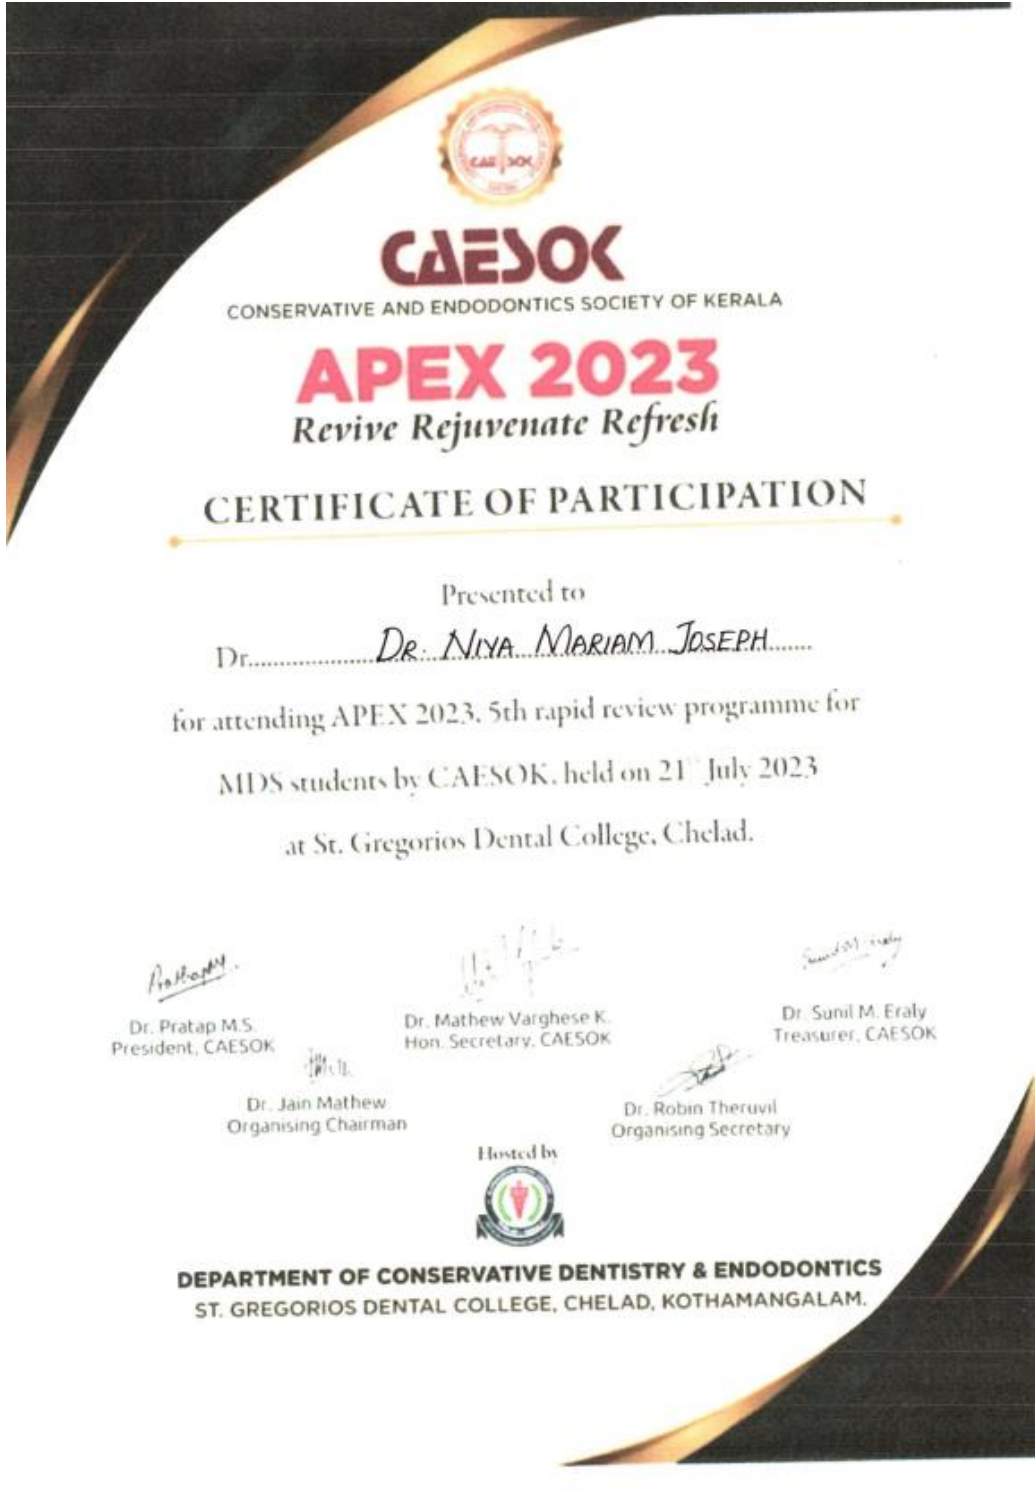 CAESOK
CAESOK
CONSERVATIVE AND ENDODONTICS SOCIETY OF KERALA
APEX 2023
Revive Rejuvenate Refresh
CERTIFICATE OF PARTICIPATION
Presented to
Dr.................... DR. NIYA MARIAM JOSEPH .......
for attending APEX 2023, 5th rapid review programme for
MDS students by CAESOK, held on 21st July 2023
at St. Gregorios Dental College, Chelad.
Dr. Pratap M.S.
President, CAESOK
Dr. Mathew Varghese K.
Hon. Secretary, CAESOK
Dr. Sunil M. Eraly
Treasurer, CAESOK
Dr. Jain Mathew
Organising Chairman
Dr. Robin Theruvil
Organising Secretary
Hosted by
DEPARTMENT OF CONSERVATIVE DENTISTRY & ENDODONTICS
ST. GREGORIOS DENTAL COLLEGE, CHELAD, KOTHAMANGALAM.